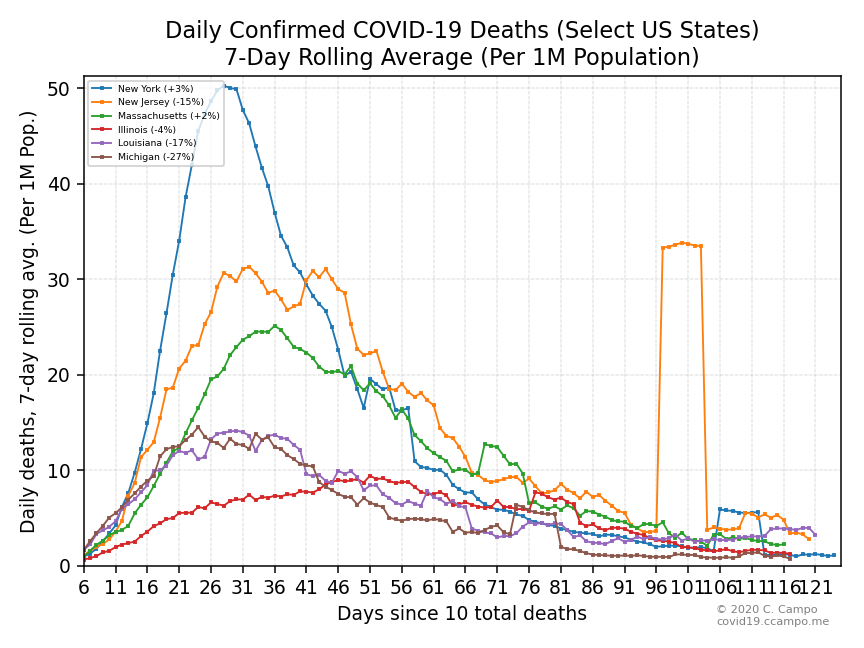 Daily Confirmed COVID-19 Deaths (Select US States)
7-Day Rolling Average (Per 1M Population)
Daily deaths, 7-day rolling avg. (Per 1M Pop.)
50
40
30
20
10
0
New York (+3%)
New Jersey (-15%)
Massachusetts (+2%)
Illinois (-4%)
Louisiana (-17%)
Michigan (-27%)
6 11 16 21 26 31 36 41 46 51 56 61 66 71 76 81 86 91 96 101 106 111 116 121
Days since 10 total deaths
© 2020 C. Campo
covid19.ccampo.me